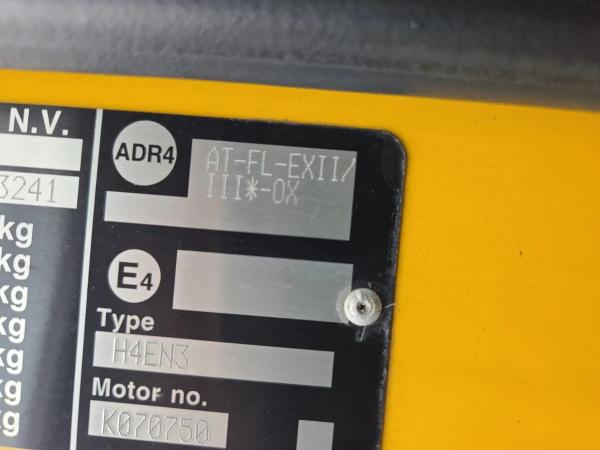 N.V.
ADR4
AT-FL-EXII/
III*-OX
3241
kg
kg
kg
kg
kg
kg
kg
E4
Type
H4EN3
Motor no.
K070750